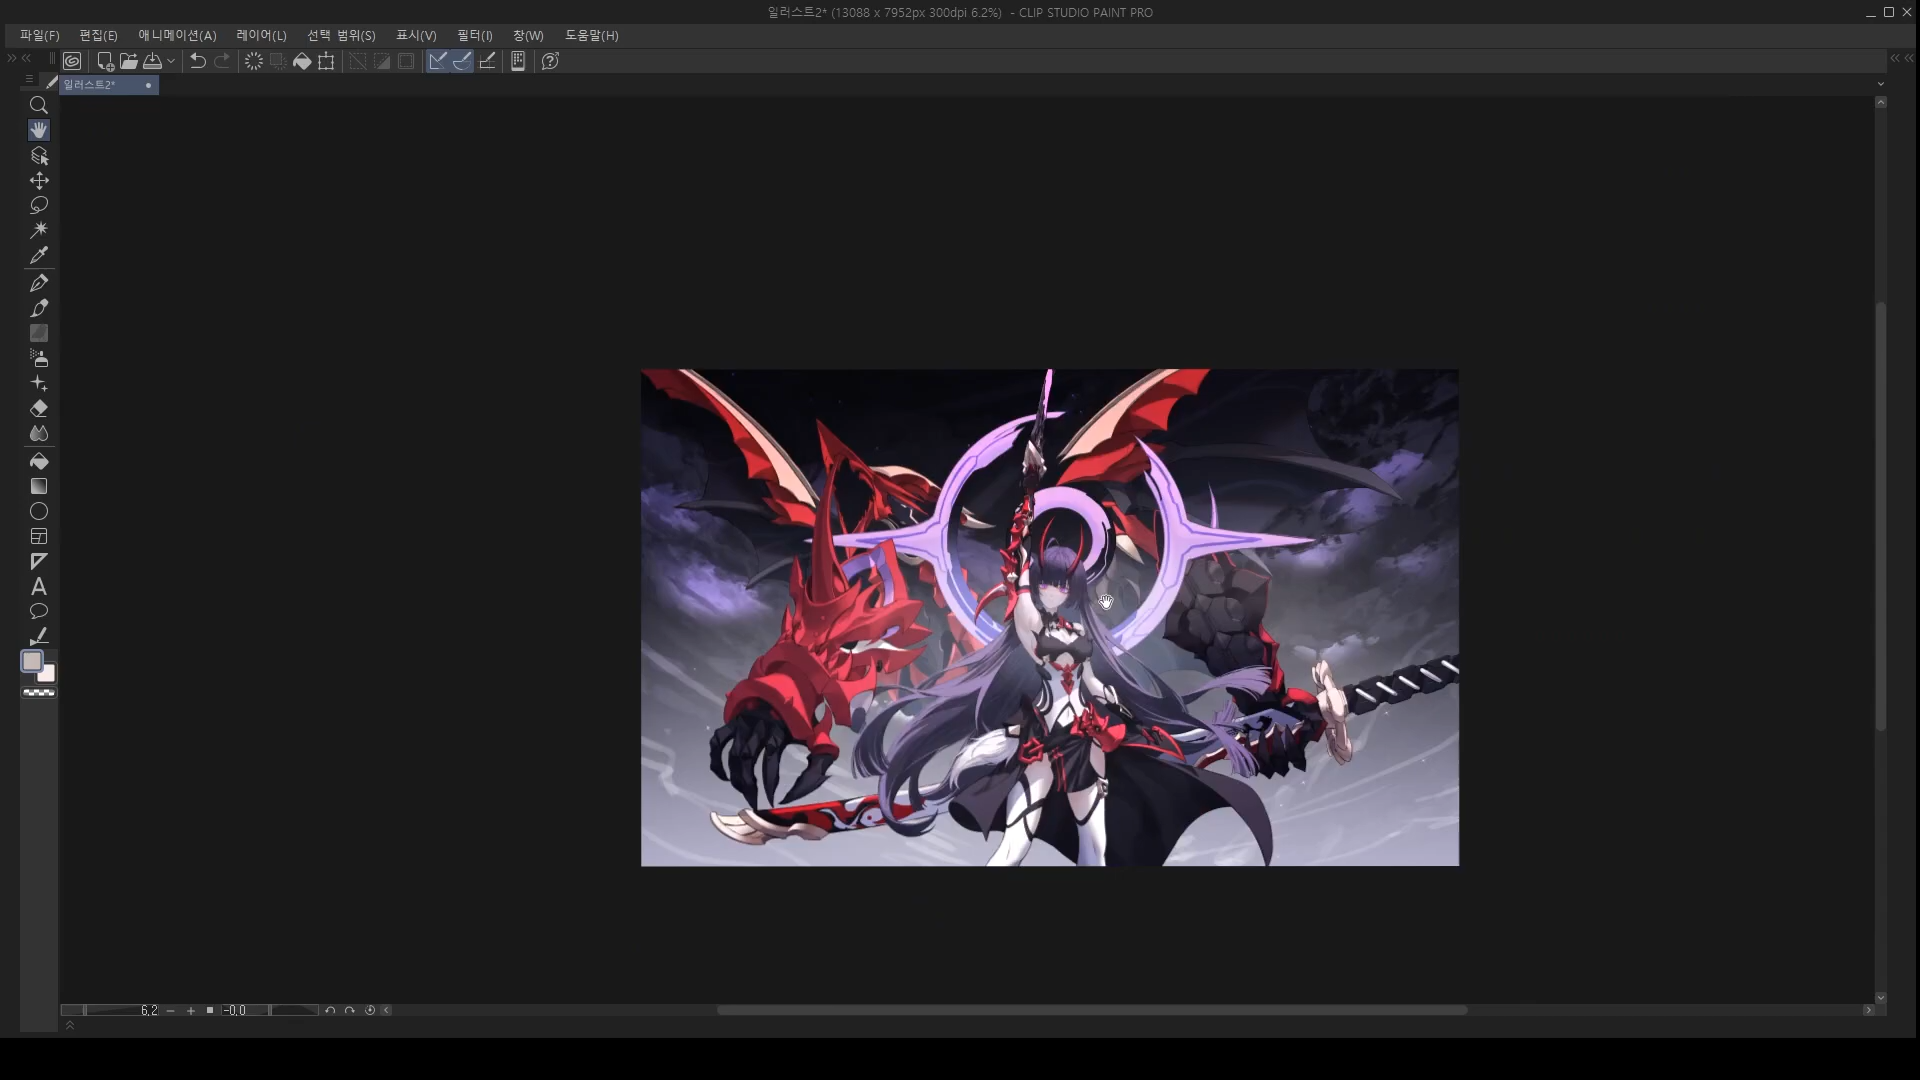 일러스트2* (13088 x 7952px 300dpi 6.2%) - CLIP STUDIO PAINT PRO
파일(F) 편집(E) 애니메이션(A) 레이어(L) 선택 범위(S) 표시(V) 필터(I) 창(W) 도움말(H)
일러스트2*
6.2
-0.0